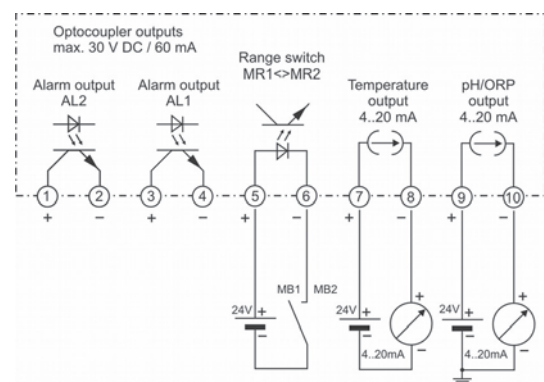 Optocoupler outputs
max. 30 V DC / 60 mA
Alarm output
AL2
Alarm output
AL1
Range switch
MR1<>MR2
Temperature
output
4..20 mA
pH/ORP
output
4..20 mA
1 2 3 4 5 6 7 8 9 10
+ − + − + − + − + −
MB1 MB2
24V + 24V + + 24V + +
− −
4..20mA 4..20mA